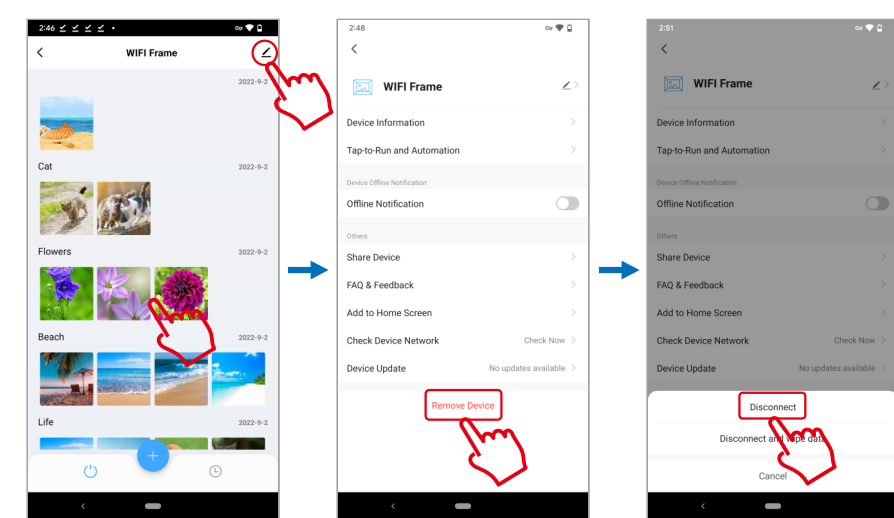 2:46
WIFI Frame
2022-9-2
Cat 2022-9-2
Flowers 2022-9-2
Beach 2022-9-2
Life 2022-9-2
2:48
WIFI Frame
Device Information
Tap-to-Run and Automation
Device Offline Notification
Offline Notification
Others
Share Device
FAQ & Feedback
Add to Home Screen
Check Device Network Check Now
Device Update No updates available
Remove Device
2:51
WIFI Frame
Device Information
Tap-to-Run and Automation
Device Offline Notification
Offline Notification
Others
Share Device
FAQ & Feedback
Add to Home Screen
Check Device Network Check Now
Device Update No updates available
Disconnect
Disconnect and wipe data
Cancel